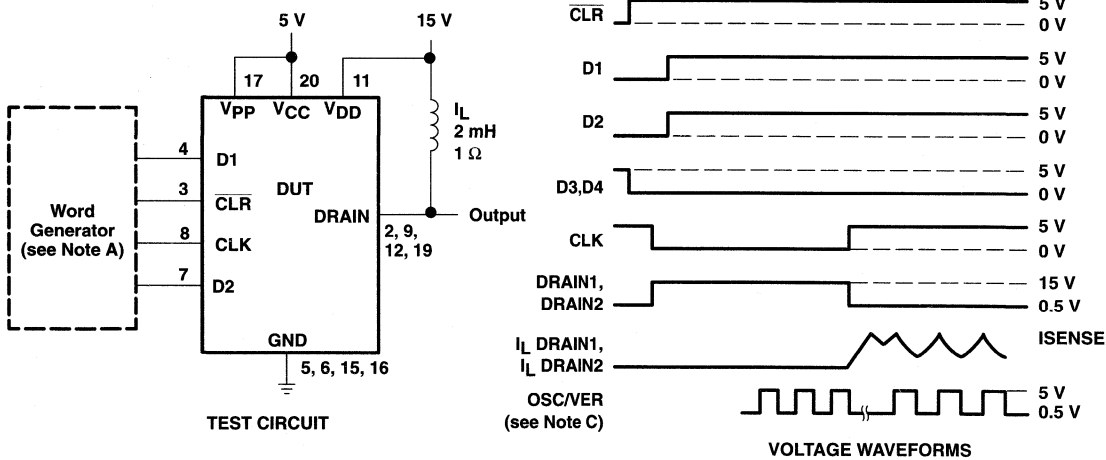 5 V
15 V
17
20
11
VPP
VCC
VDD
IL
2 mH
1 Ω
Word
Generator
(see Note A)
4
D1
3
CLR
8
CLK
7
D2
DUT
DRAIN
Output
2, 9,
12, 19
GND
5, 6, 15, 16
TEST CIRCUIT
CLR
5 V
0 V
D1
5 V
0 V
D2
5 V
0 V
D3,D4
5 V
0 V
CLK
5 V
0 V
DRAIN1,
DRAIN2
15 V
0.5 V
IL DRAIN1,
IL DRAIN2
ISENSE
OSC/VER
(see Note C)
5 V
0.5 V
VOLTAGE WAVEFORMS